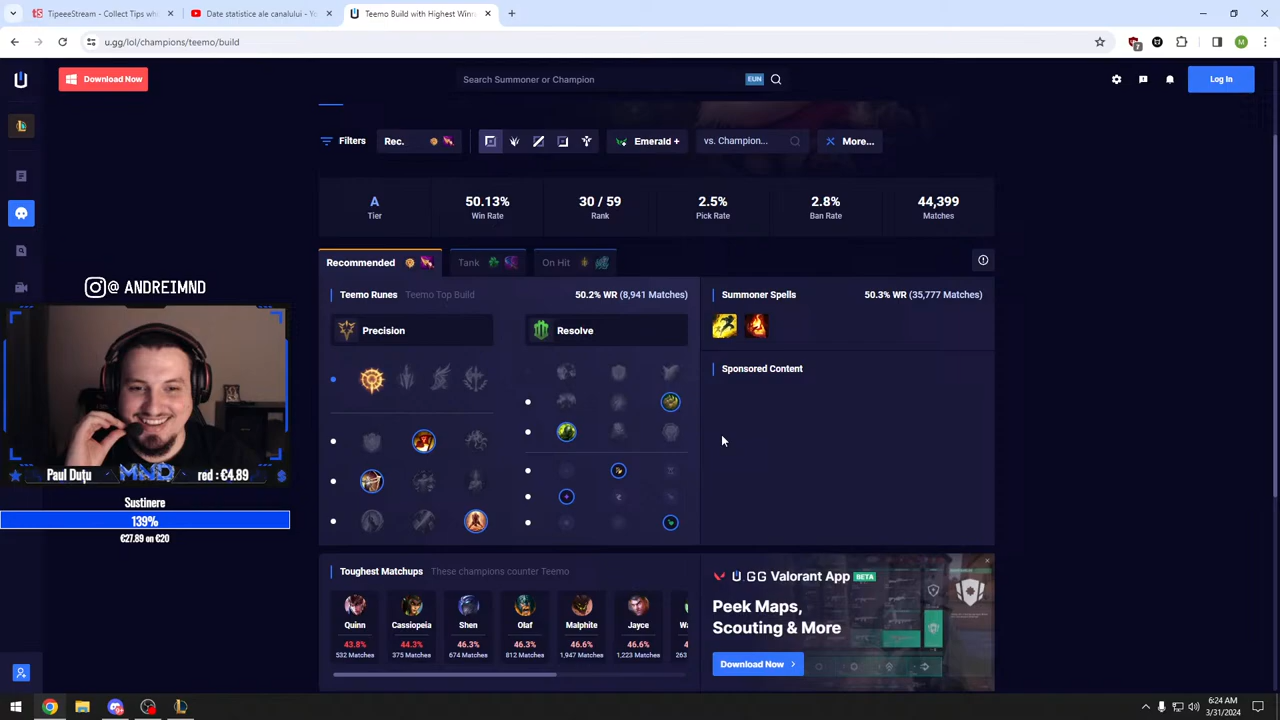 TipeeeStream - Collect Tips wh
Date statistice ale canalului -
Teemo Build with Highest Winr
u.gg/lol/champions/teemo/build
7
M
Download Now
Search Summoner or Champion
EUN
Log In
Filters
Rec.
Emerald +
vs. Champion...
More...
A
50.13%
30 / 59
2.5%
2.8%
44,399
Tier
Win Rate
Rank
Pick Rate
Ban Rate
Matches
Recommended
Tank
On Hit
Teemo Runes
Teemo Top Build
50.2% WR (8,941 Matches)
Summoner Spells
50.3% WR (35,777 Matches)
Precision
Resolve
Sponsored Content
@ ANDREIMND
Paul Duțu
MND
red : €4.89
Sustinere
139%
€27.89 on €20
Toughest Matchups
These champions counter Teemo
Quinn
Cassiopeia
Shen
Olaf
Malphite
Jayce
43.8%
44.3%
46.3%
46.3%
46.6%
46.6%
532 Matches
375 Matches
674 Matches
812 Matches
1,947 Matches
1,223 Matches
263
U.GG Valorant App
BETA
Peek Maps,
Scouting & More
Download Now
6:24 AM
3/31/2024